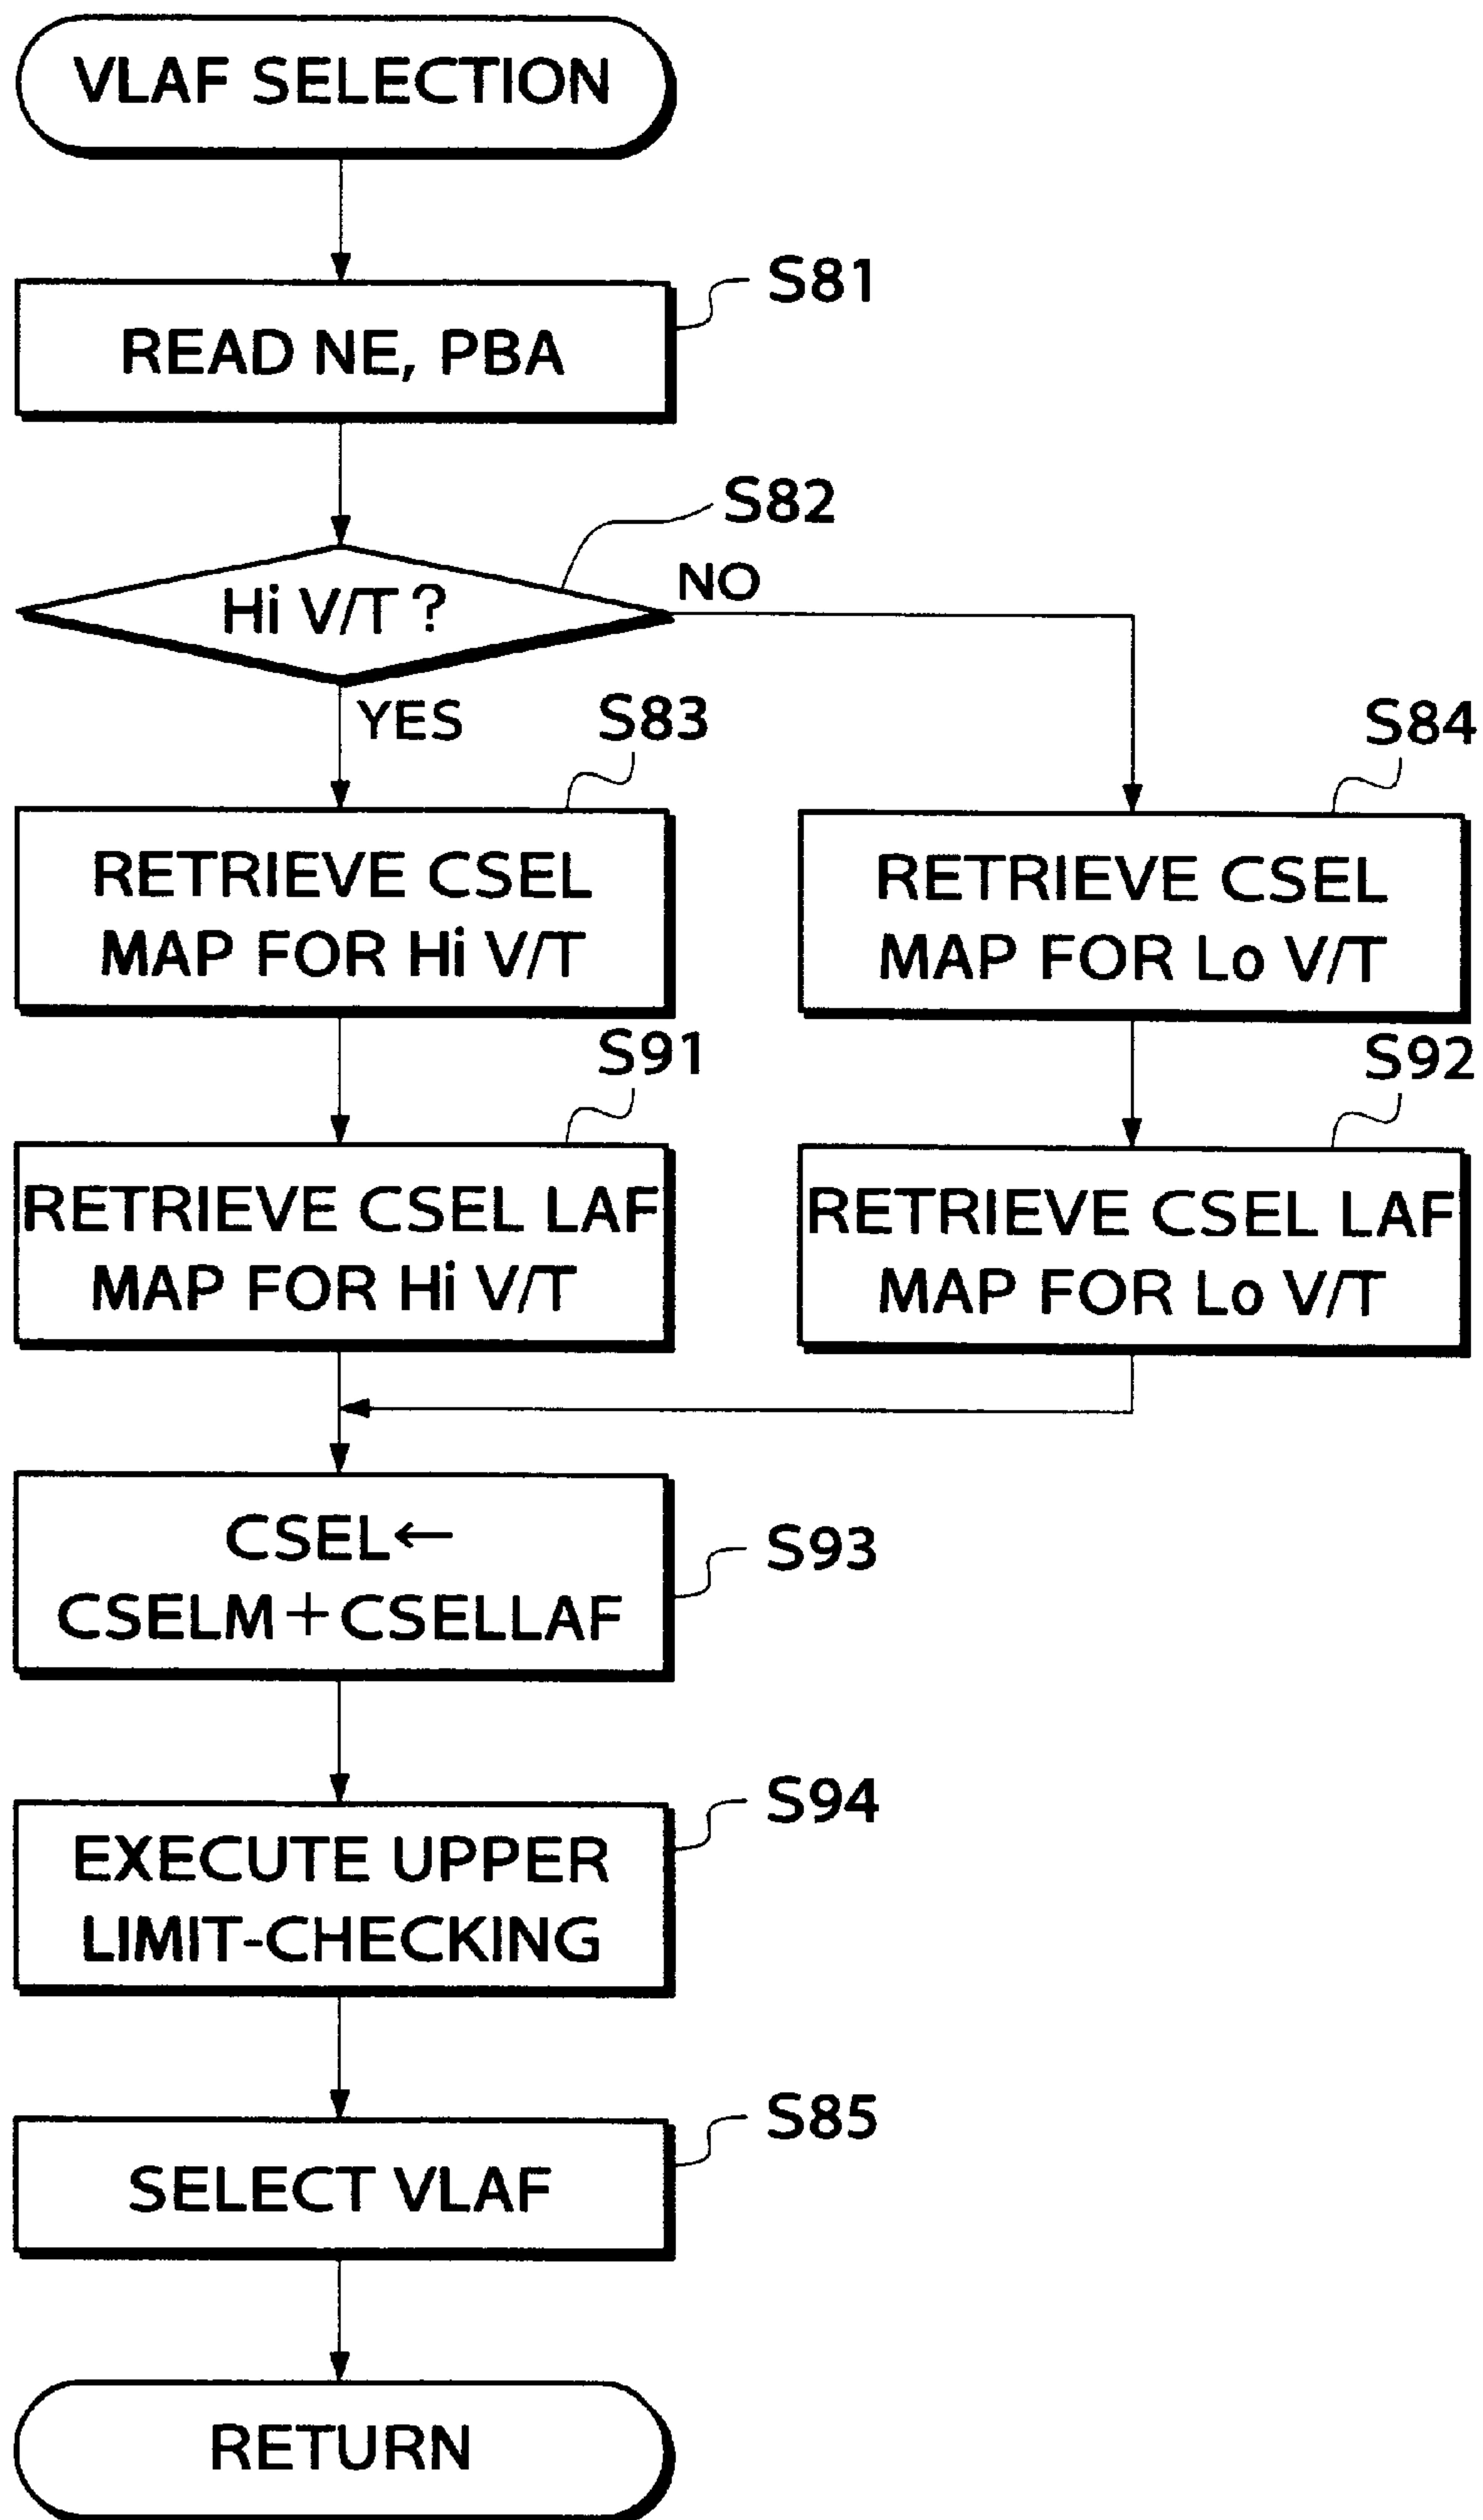 VLAF SELECTION
S81
READ NE, PBA
S82
Hi V/T ?
NO
YES
S83
S84
RETRIEVE CSEL
MAP FOR Hi V/T
RETRIEVE CSEL
MAP FOR Lo V/T
S91
S92
RETRIEVE CSEL LAF
MAP FOR Hi V/T
RETRIEVE CSEL LAF
MAP FOR Lo V/T
CSEL←
CSELM+CSELLAF
S93
S94
EXECUTE UPPER
LIMIT-CHECKING
S85
SELECT VLAF
RETURN